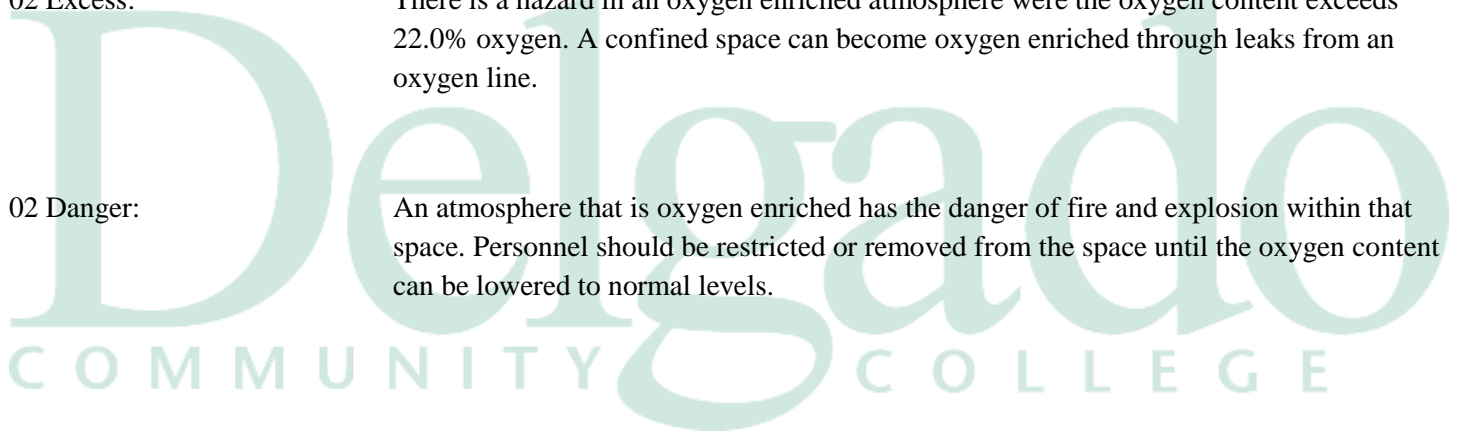 02 Excess: There is a hazard in an oxygen enriched atmosphere were the oxygen content exceeds
22.0% oxygen. A confined space can become oxygen enriched through leaks from an
oxygen line.
02 Danger: An atmosphere that is oxygen enriched has the danger of fire and explosion within that
space. Personnel should be restricted or removed from the space until the oxygen content
can be lowered to normal levels.
Delgado
COMMUNITY COLLEGE